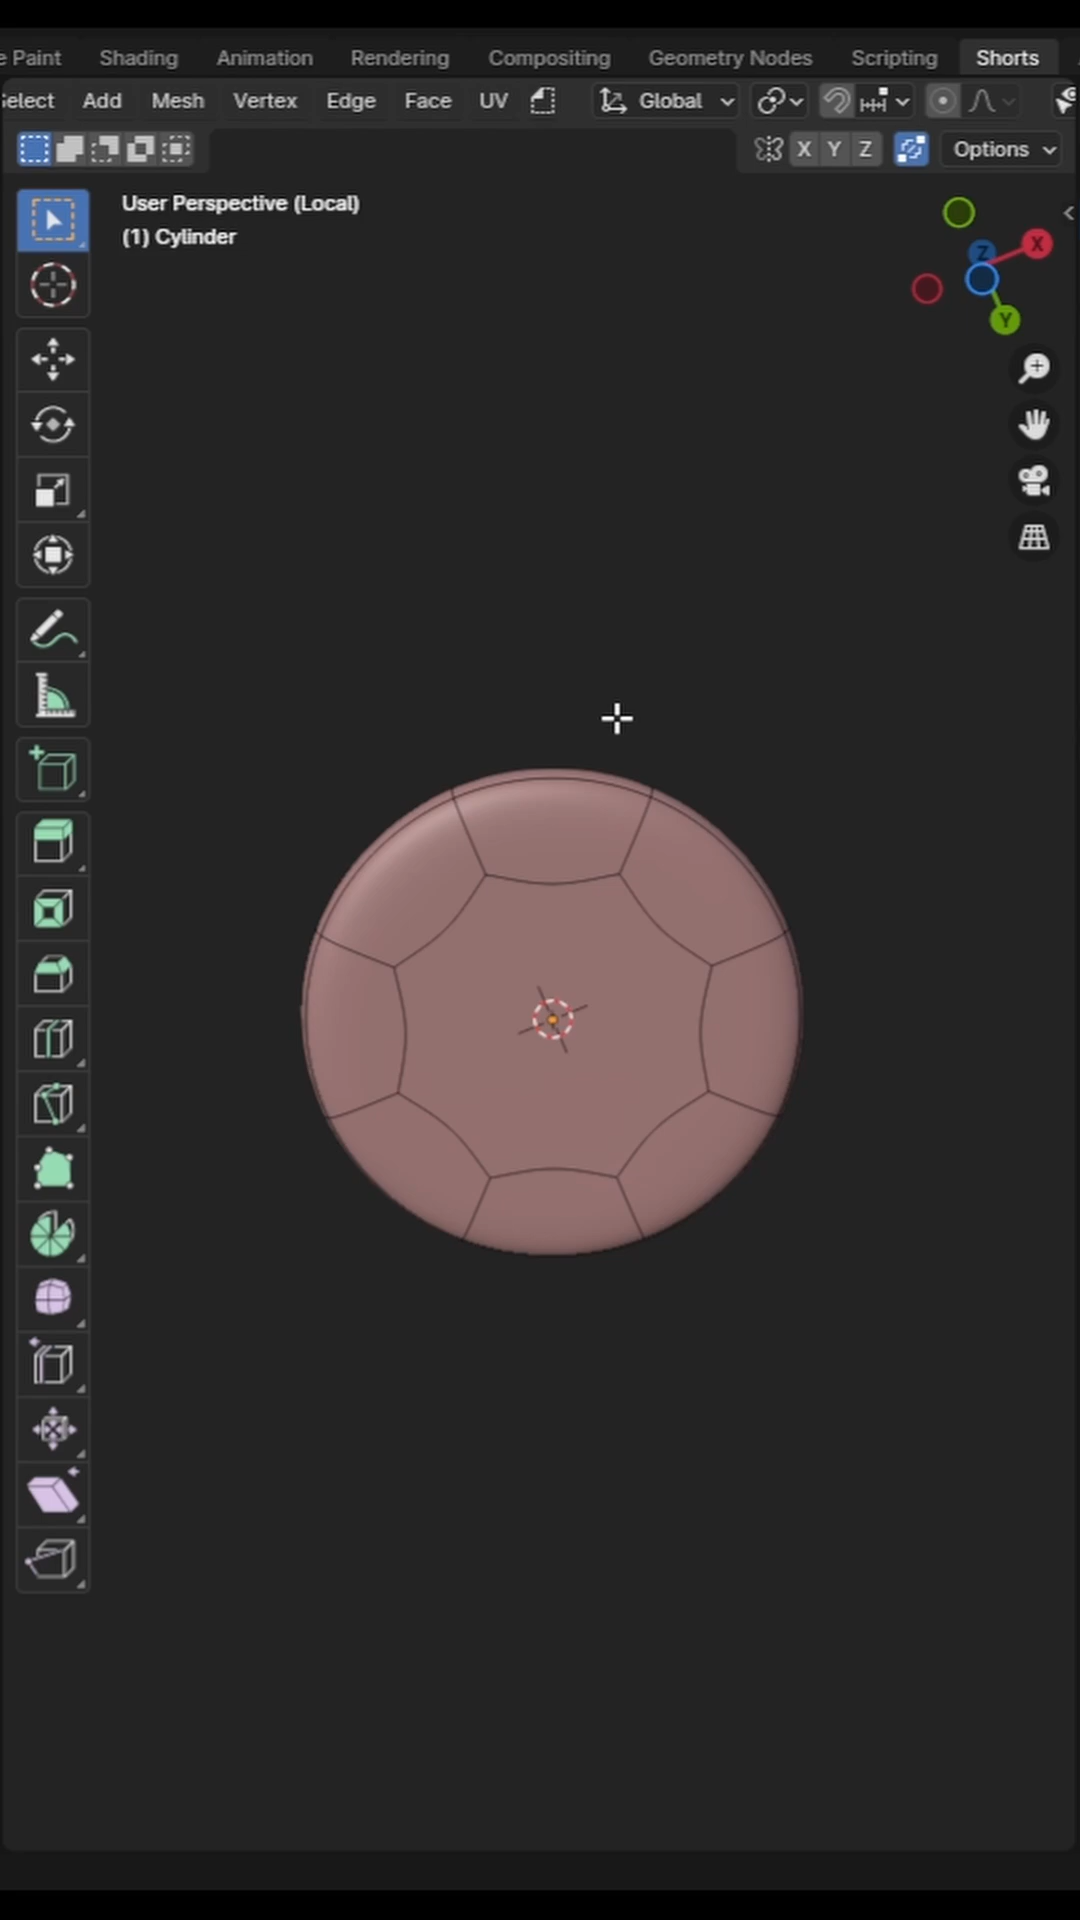 e Paint Shading Animation Rendering Compositing Geometry Nodes Scripting Shorts
Select Add Mesh Vertex Edge Face UV Global
X Y Z Options
User Perspective (Local)
(1) Cylinder
X
Z
Y